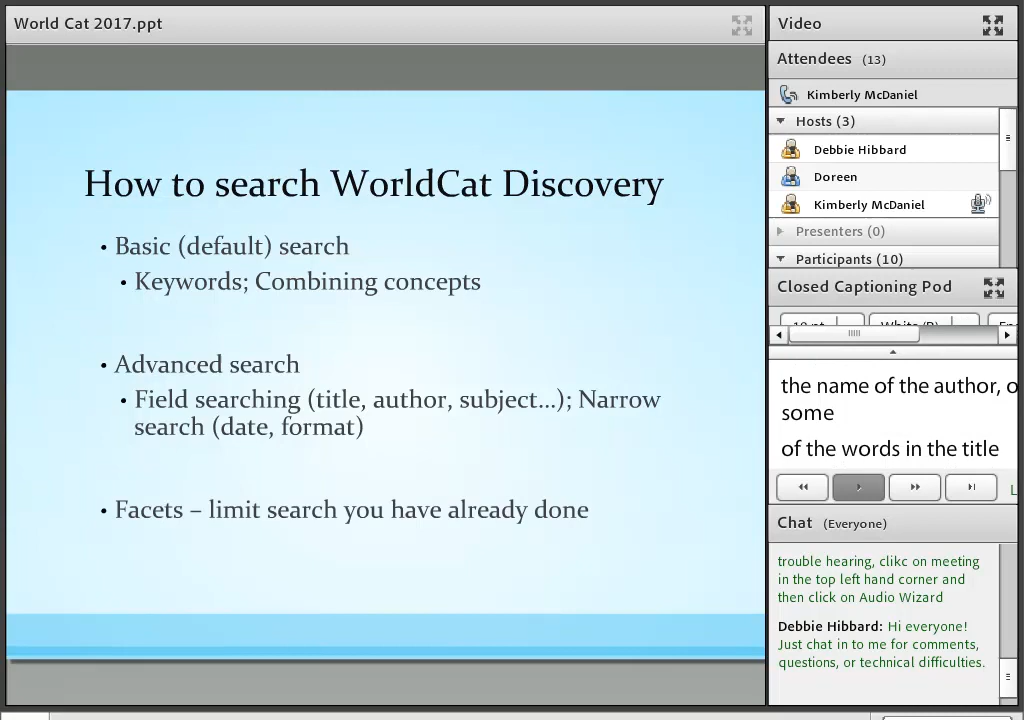 World Cat 2017.ppt
How to search WorldCat Discovery
• Basic (default) search
• Keywords; Combining concepts
• Advanced search
• Field searching (title, author, subject...); Narrow
search (date, format)
• Facets – limit search you have already done
Video
Attendees (13)
Kimberly McDaniel
Hosts (3)
Debbie Hibbard
Doreen
Kimberly McDaniel
Presenters (0)
Participants (10)
Closed Captioning Pod
the name of the author, o
some
of the words in the title
Chat (Everyone)
trouble hearing, clikc on meeting
in the top left hand corner and
then click on Audio Wizard
Debbie Hibbard: Hi everyone!
Just chat in to me for comments,
questions, or technical difficulties.